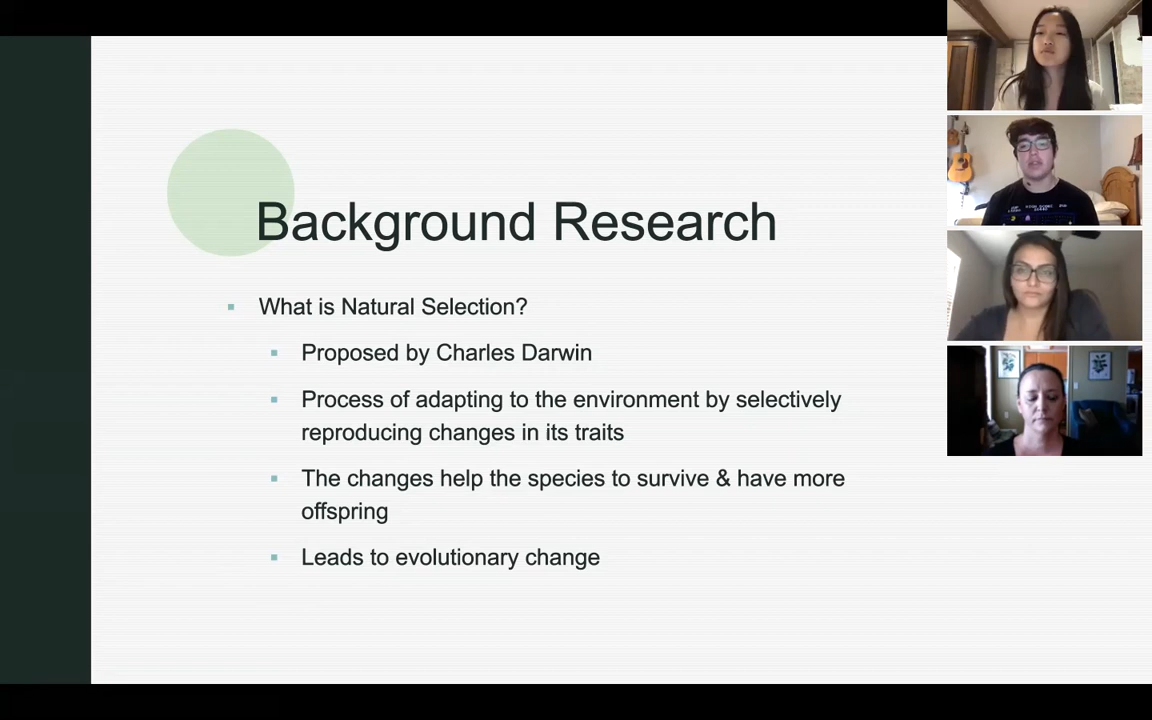 Background Research
What is Natural Selection?
Proposed by Charles Darwin
Process of adapting to the environment by selectively
reproducing changes in its traits
The changes help the species to survive & have more
offspring
Leads to evolutionary change